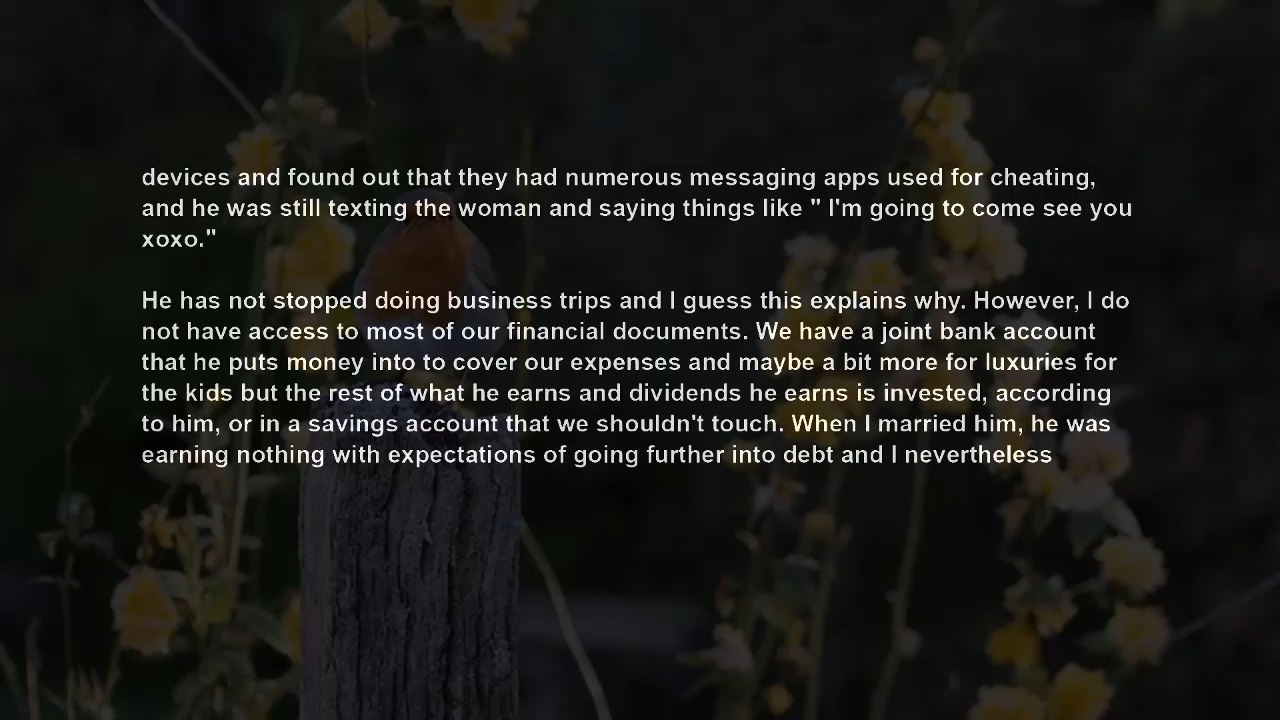 devices and found out that they had numerous messaging apps used for cheating,
and he was still texting the woman and saying things like " I'm going to come see you
xoxo."
He has not stopped doing business trips and I guess this explains why. However, I do
not have access to most of our financial documents. We have a joint bank account
that he puts money into to cover our expenses and maybe a bit more for luxuries for
the kids but the rest of what he earns and dividends he earns is invested, according
to him, or in a savings account that we shouldn't touch. When I married him, he was
earning nothing with expectations of going further into debt and I nevertheless